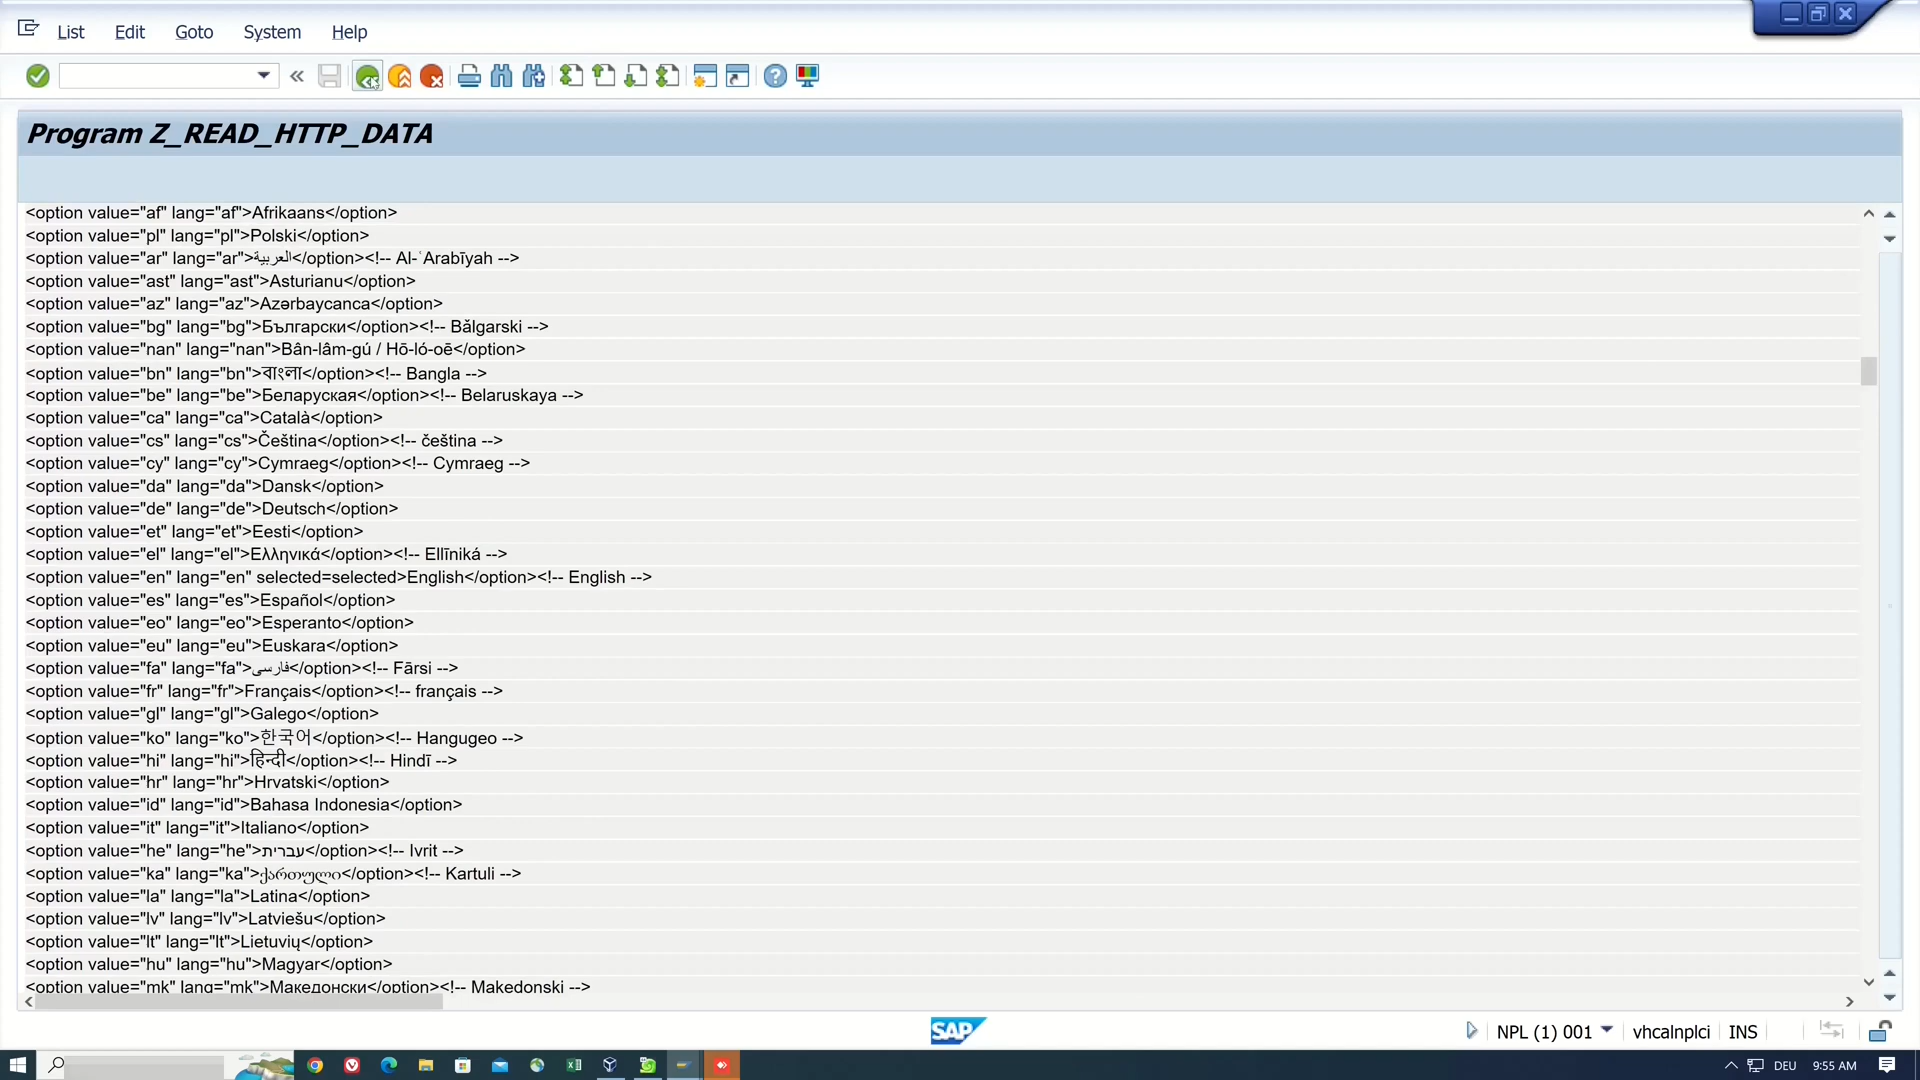 List Edit Goto System Help
Program Z_READ_HTTP_DATA
<option value="af" lang="af">Afrikaans</option>
<option value="pl" lang="pl">Polski</option>
<option value="ar" lang="ar">العربية</option><!-- Al-ʿArabīyah -->
<option value="ast" lang="ast">Asturianu</option>
<option value="az" lang="az">Azərbaycanca</option>
<option value="bg" lang="bg">Български</option><!-- Bǎlgarski -->
<option value="nan" lang="nan">Bân-lâm-gú / Hō-ló-oē</option>
<option value="bn" lang="bn">বাংলা</option><!-- Bangla -->
<option value="be" lang="be">Беларуская</option><!-- Belaruskaya -->
<option value="ca" lang="ca">Català</option>
<option value="cs" lang="cs">Čeština</option><!-- čeština -->
<option value="cy" lang="cy">Cymraeg</option><!-- Cymraeg -->
<option value="da" lang="da">Dansk</option>
<option value="de" lang="de">Deutsch</option>
<option value="et" lang="et">Eesti</option>
<option value="el" lang="el">Ελληνικά</option><!-- Ellīniká -->
<option value="en" lang="en" selected=selected>English</option><!-- English -->
<option value="es" lang="es">Español</option>
<option value="eo" lang="eo">Esperanto</option>
<option value="eu" lang="eu">Euskara</option>
<option value="fa" lang="fa">فارسی</option><!-- Fārsi -->
<option value="fr" lang="fr">Français</option><!-- français -->
<option value="gl" lang="gl">Galego</option>
<option value="ko" lang="ko">한국어</option><!-- Hangugeo -->
<option value="hi" lang="hi">हिन्दी</option><!-- Hindī -->
<option value="hr" lang="hr">Hrvatski</option>
<option value="id" lang="id">Bahasa Indonesia</option>
<option value="it" lang="it">Italiano</option>
<option value="he" lang="he">עברית</option><!-- Ivrit -->
<option value="ka" lang="ka">ქართული</option><!-- Kartuli -->
<option value="la" lang="la">Latina</option>
<option value="lv" lang="lv">Latviešu</option>
<option value="lt" lang="lt">Lietuvių</option>
<option value="hu" lang="hu">Magyar</option>
<option value="mk" lang="mk">Македонски</option><!-- Makedonski -->
SAP
NPL (1) 001 vhcalnplci INS
DEU 9:55 AM